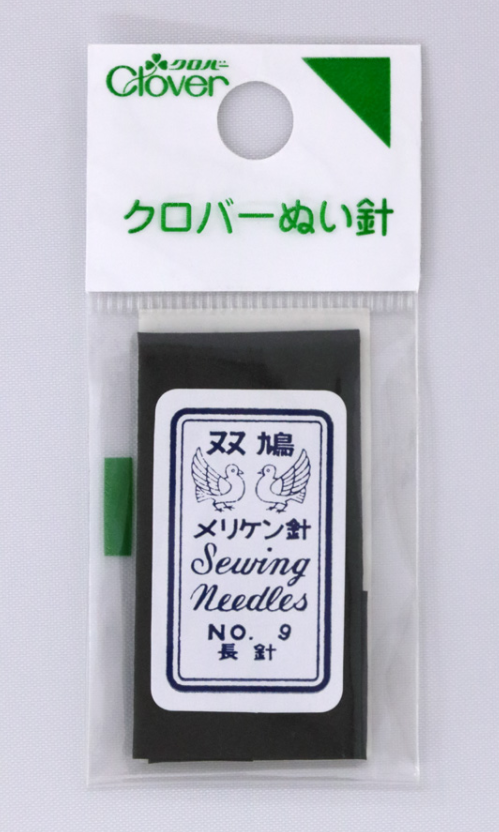 クロバー
Clover
クロバーぬい針
双鳩
メリケン針
Sewing
Needles
NO. 9
長針